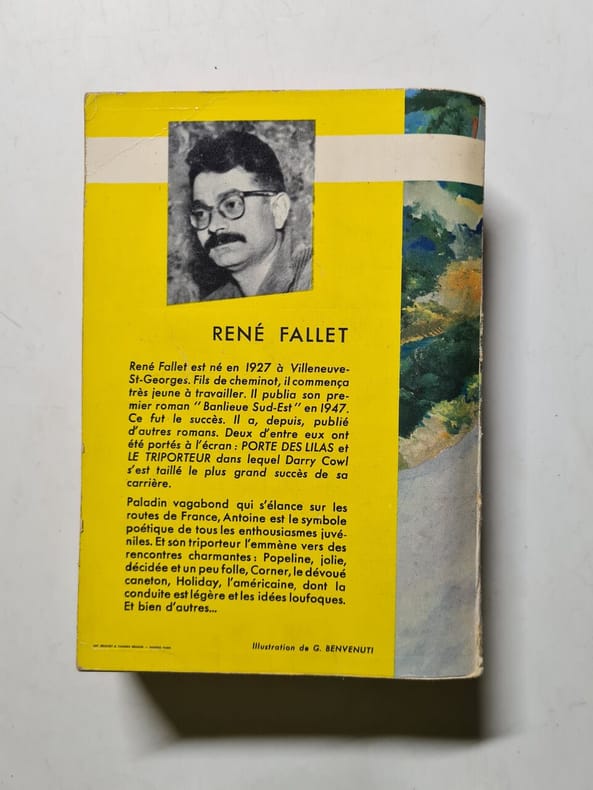 RENÉ FALLET
René Fallet est né en 1927 à Villeneuve-
St-Georges. Fils de cheminot, il commença
très jeune à travailler. Il publia son pre-
mier roman "Banlieue Sud-Est" en 1947.
Ce fut le succès. Il a, depuis, publié
d'autres romans. Deux d'entre eux ont
été portés à l'écran : PORTE DES LILAS et
LE TRIPORTEUR dans lequel Darry Cowl
s'est taillé le plus grand succès de sa
carrière.
Paladin vagabond qui s'élance sur les
routes de France, Antoine est le symbole
poétique de tous les enthousiasmes juvé-
niles. Et son triporteur l'emmène vers des
rencontres charmantes : Popeline, jolie,
décidée et un peu folle, Corner, le dévoué
caneton, Holiday, l'américaine, dont la
conduite est légère et les idées loufoques.
Et bien d'autres...
Illustration de G. BENVENUTI